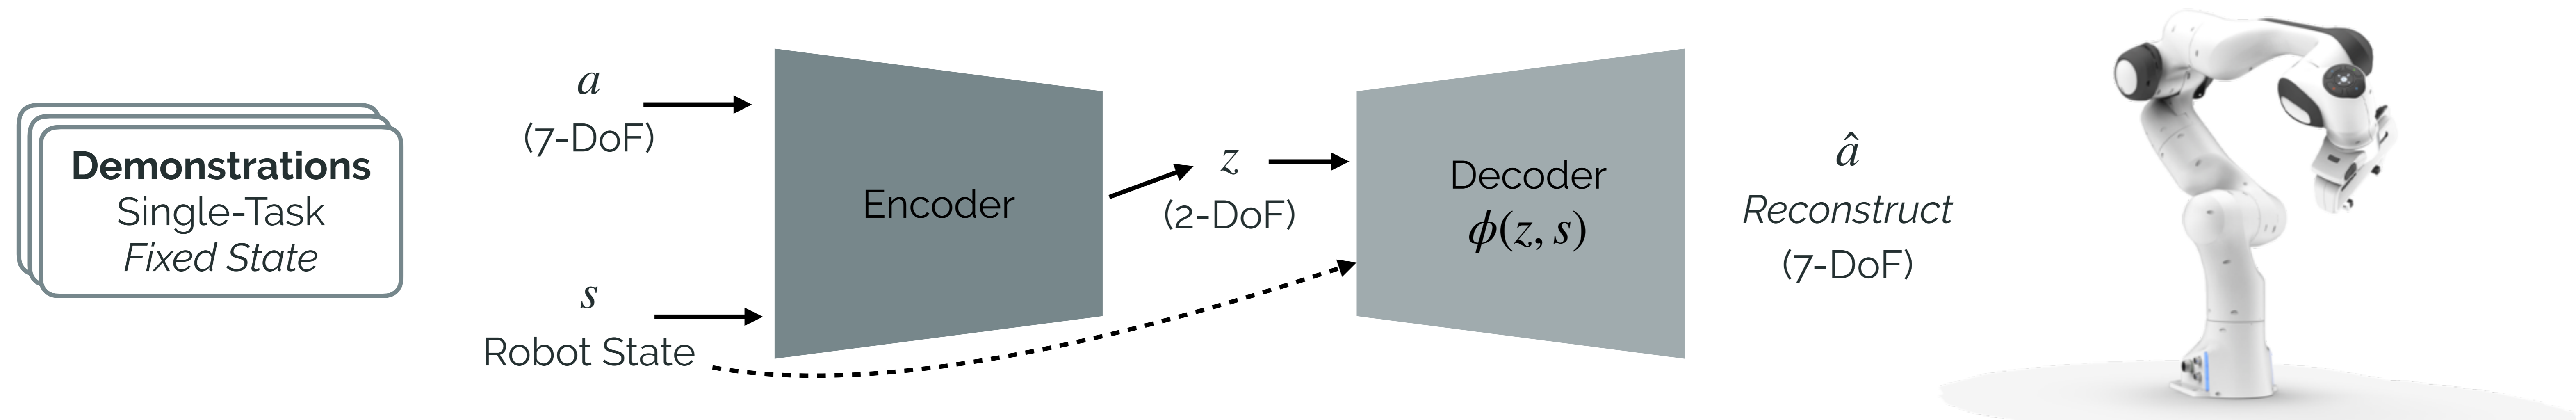 Demonstrations
Single-Task
Fixed State
a
(7-DoF)
s
Robot State
Encoder
z
(2-DoF)
Decoder
ϕ(z, s)
â
Reconstruct
(7-DoF)